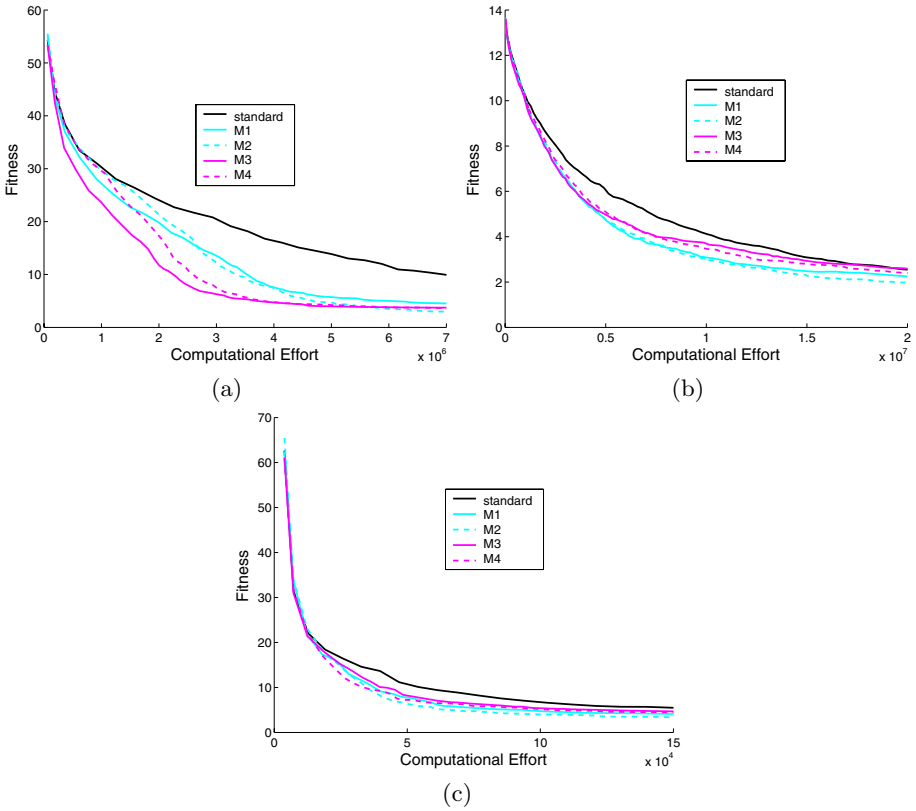 60
50
40
30
20
10
0
Fitness
standard
M1
M2
M3
M4
0 1 2 3 4 5 6 7
Computational Effort
x 10^6
(a)
14
12
10
8
6
4
2
0
Fitness
standard
M1
M2
M3
M4
0 0.5 1 1.5 2
Computational Effort
x 10^7
(b)
70
60
50
40
30
20
10
0
Fitness
standard
M1
M2
M3
M4
0 5 10 15
Computational Effort
x 10^4
(c)